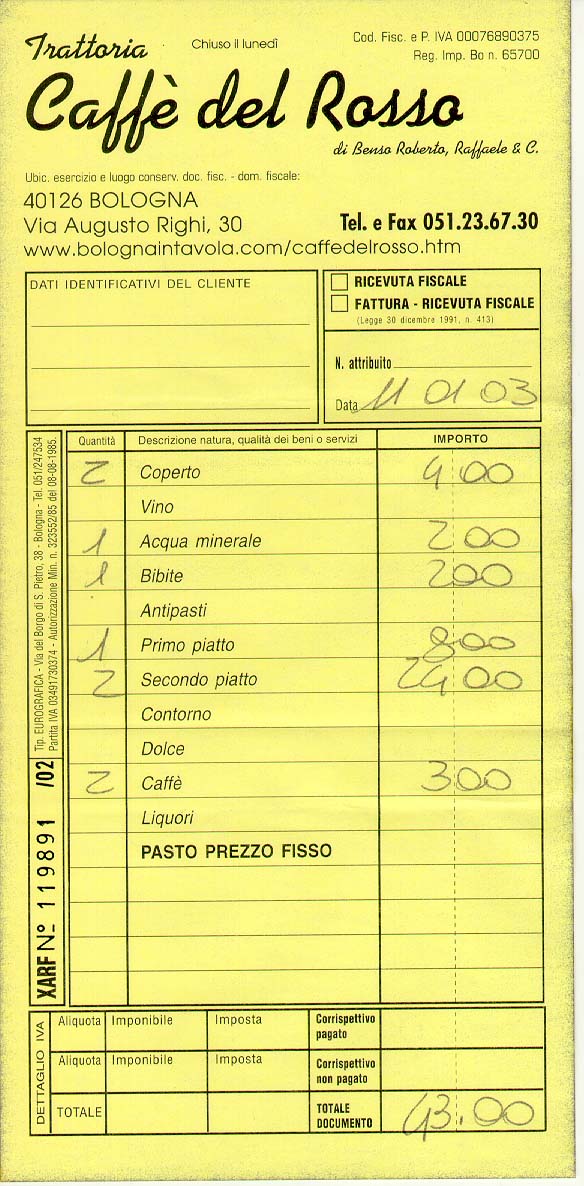 Trattoria
Chiuso il lunedì
Cod. Fisc. e P. IVA 00076890375
Reg. Imp. Bo n. 65700
Caffè del Rosso
di Benso Roberto, Raffaele & C.
Ubic. esercizio e luogo conserv. doc. fisc. - dom. fiscale:
40126 BOLOGNA
Via Augusto Righi, 30
Tel. e Fax 051.23.67.30
www.bolognaintavola.com/caffedelrosso.htm
DATI IDENTIFICATIVI DEL CLIENTE
RICEVUTA FISCALE
FATTURA - RICEVUTA FISCALE
(Legge 30 dicembre 1991, n. 413)
N. attribuito
Data 11 01 03
Quantità Descrizione natura, qualità dei beni o servizi IMPORTO
2 Coperto 4 00
Vino
1 Acqua minerale 2 00
1 Bibite 2 00
Antipasti
1 Primo piatto 8 00
2 Secondo piatto 24 00
Contorno
Dolce
2 Caffè 3 00
Liquori
PASTO PREZZO FISSO
Tip. EUROGRAFICA - Via del Borgo di S. Pietro, 38 - Bologna - Tel. 051/247534
Partita IVA 03491730374 - Autorizzazione Min. n. 323552/85 del 08-08-1985.
XARF N° 119891 /02
DETTAGLIO IVA
Aliquota Imponibile Imposta Corrispettivo pagato
Aliquota Imponibile Imposta Corrispettivo non pagato
TOTALE TOTALE DOCUMENTO 43.00